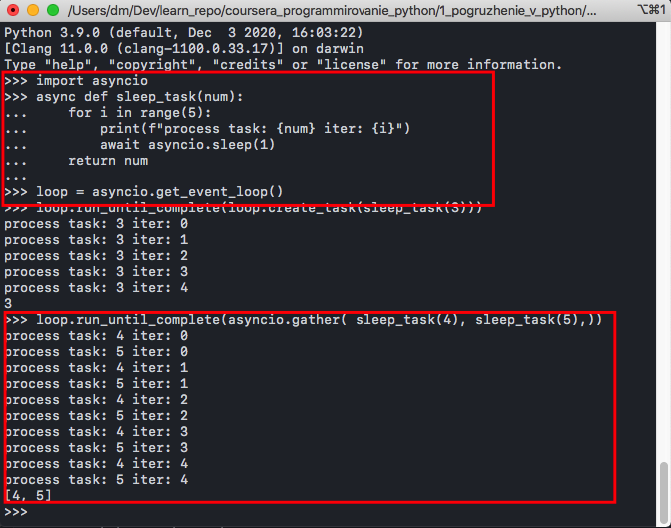 /Users/dm/Dev/learn_repo/coursera_programmirovanie_python/1_pogruzhenie_v_python/... ⌥⌘1
Python 3.9.0 (default, Dec  3 2020, 16:03:22)
[Clang 11.0.0 (clang-1100.0.33.17)] on darwin
Type "help", "copyright", "credits" or "license" for more information.
>>> import asyncio
>>> async def sleep_task(num):
...     for i in range(5):
...         print(f"process task: {num} iter: {i}")
...         await asyncio.sleep(1)
...     return num
...
>>> loop = asyncio.get_event_loop()
>>> loop.run_until_complete(loop.create_task(sleep_task(3)))
process task: 3 iter: 0
process task: 3 iter: 1
process task: 3 iter: 2
process task: 3 iter: 3
process task: 3 iter: 4
3
>>> loop.run_until_complete(asyncio.gather( sleep_task(4), sleep_task(5),))
process task: 4 iter: 0
process task: 5 iter: 0
process task: 4 iter: 1
process task: 5 iter: 1
process task: 4 iter: 2
process task: 5 iter: 2
process task: 4 iter: 3
process task: 5 iter: 3
process task: 4 iter: 4
process task: 5 iter: 4
[4, 5]
>>>